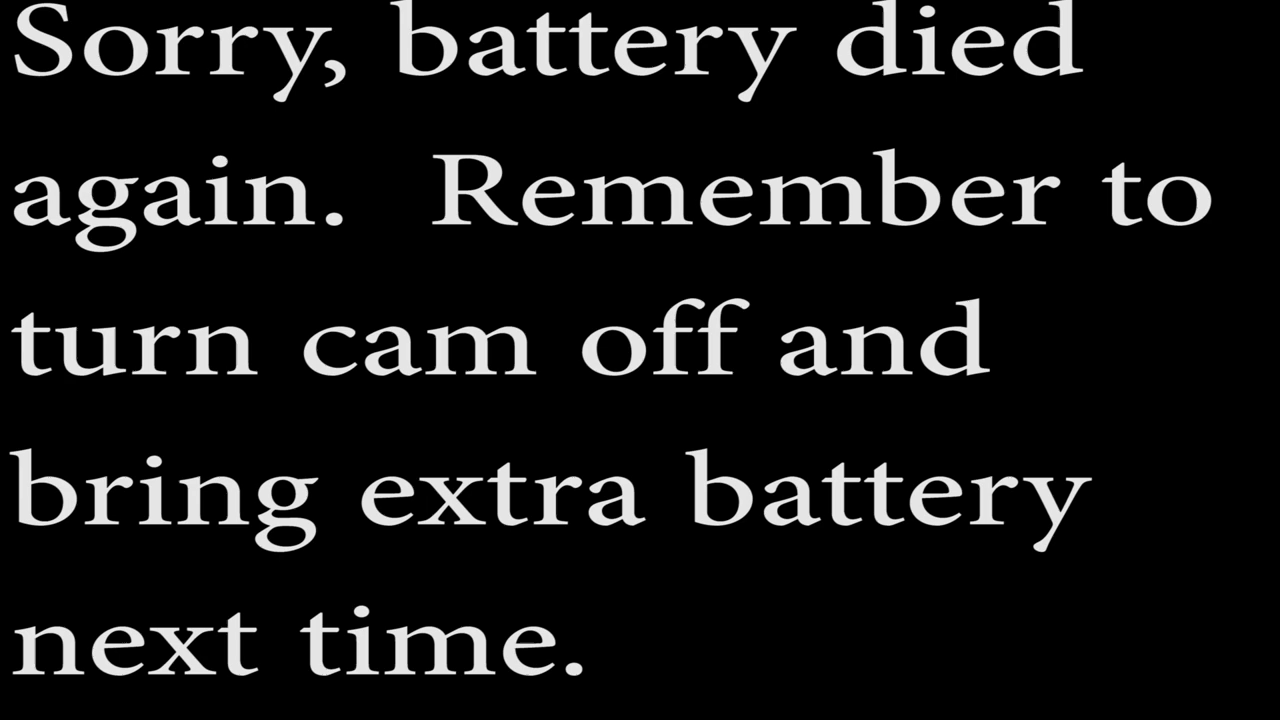 Sorry, battery died
again.  Remember to
turn cam off and
bring extra battery
next time.